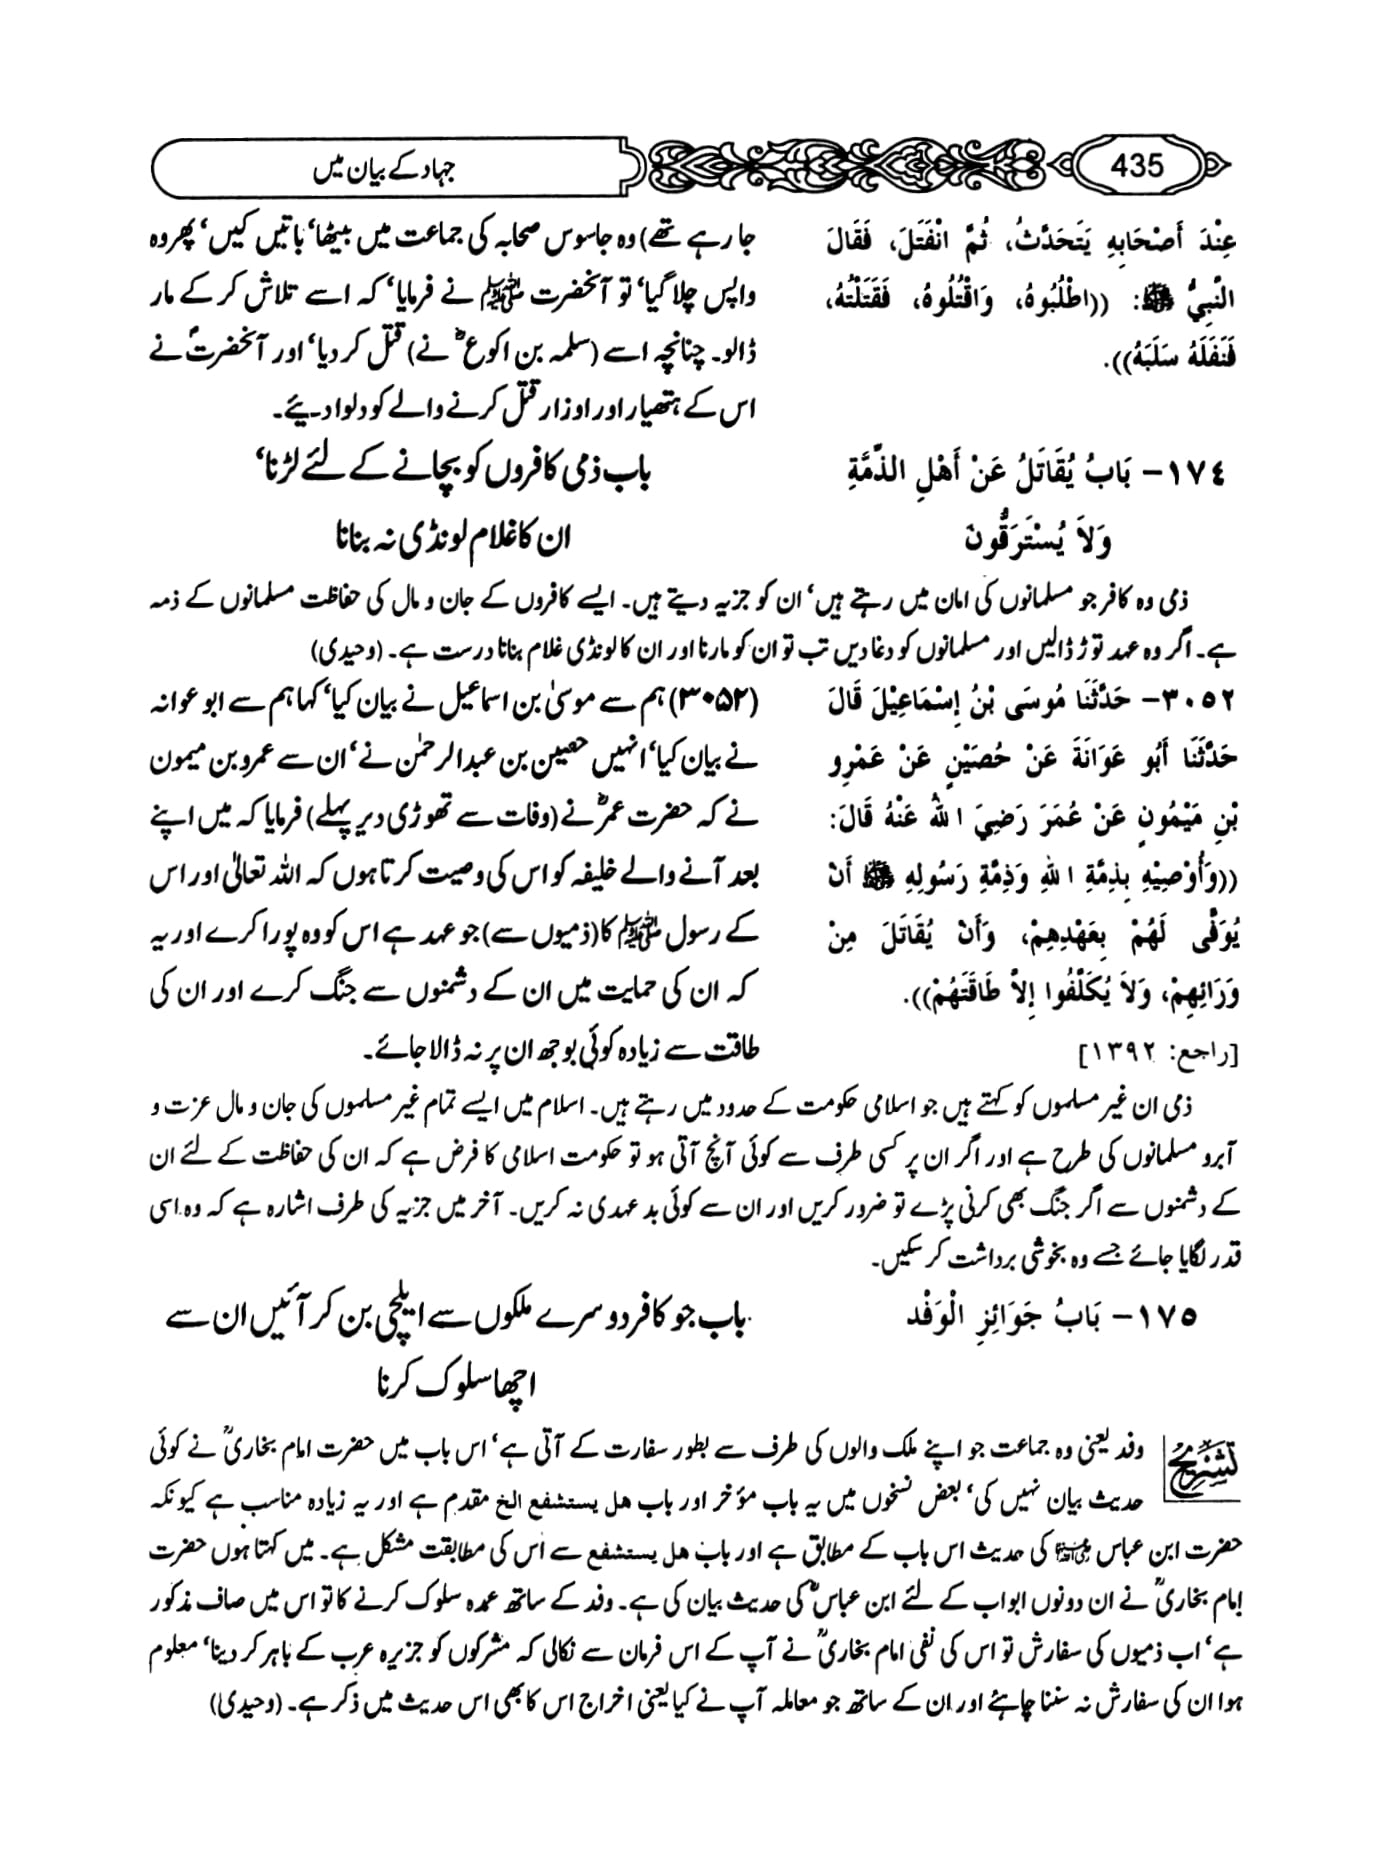 435
جہاد کے بیان میں
عِنْدَ أَصْحَابِهِ يَتَحَدَّثُ، ثُمَّ انْفَتَلَ، فَقَالَ
النَّبِيُّ ﷺ: ((اطْلُبُوهُ، وَاقْتُلُوهُ، فَقَتَلْتُهُ،
فَنَفَلَهُ سَلَبَهُ)).
جا رہے تھے) وہ جاسوس صحابہ کی جماعت میں بیٹھا‘ باتیں کیں‘ پھر وہ
واپس چلا گیا‘ تو آنحضرت ﷺ نے فرمایا‘ کہ اسے تلاش کر کے مار
ڈالو۔ چنانچہ اسے (سلمہ بن اکوعؓ نے) قتل کر دیا‘ اور آنحضرتؐ نے
اس کے ہتھیار اور اوزار قتل کرنے والے کو دلوا دیئے۔
١٧٤- بَابُ يُقَاتَلُ عَنْ أَهْلِ الذِّمَّةِ
وَلاَ يُسْتَرَقُّونَ
باب ذمی کافروں کو بچانے کے لئے لڑنا‘
ان کا غلام لونڈی نہ بنانا
ذمی وہ کافر جو مسلمانوں کی امان میں رہتے ہیں‘ ان کو جزیہ دیتے ہیں۔ ایسے کافروں کے جان و مال کی حفاظت مسلمانوں کے ذمہ
ہے۔ اگر وہ عہد توڑ ڈالیں اور مسلمانوں کو دغا دیں تب تو ان کو مارنا اور ان کا لونڈی غلام بنانا درست ہے۔ (وحیدی)
٣٠٥٢- حَدَّثَنَا مُوسَى بْنُ إِسْمَاعِيْلَ قَالَ
حَدَّثَنَا أَبُو عَوَانَةَ عَنْ حُصَيْنٍ عَنْ عَمْرِو
بْنِ مَيْمُونٍ عَنْ عُمَرَ رَضِيَ اللهُ عَنْهُ قَالَ:
((وَأُوْصِيْهِ بِذِمَّةِ اللهِ وَذِمَّةِ رَسُولِهِ ﷺ أَنْ
يُوَفَّى لَهُمْ بِعَهْدِهِمْ، وَأَنْ يُقَاتَلَ مِنْ
وَرَائِهِمْ، وَلاَ يُكَلَّفُوا إِلاَّ طَاقَتَهُمْ)).
[راجع: ١٣٩٢]
(۳۰۵۲) ہم سے موسیٰ بن اسماعیل نے بیان کیا‘ کہا ہم سے ابو عوانہ
نے بیان کیا‘ انہیں حصین بن عبدالرحمٰن نے‘ ان سے عمرو بن میمون
نے کہ حضرت عمرؓ نے (وفات سے تھوڑی دیر پہلے) فرمایا کہ میں اپنے
بعد آنے والے خلیفہ کو اس کی وصیت کرتا ہوں کہ اللہ تعالیٰ اور اس
کے رسول ﷺ کا (ذمیوں سے) جو عہد ہے اس کو وہ پورا کرے اور یہ
کہ ان کی حمایت میں ان کے دشمنوں سے جنگ کرے اور ان کی
طاقت سے زیادہ کوئی بوجھ ان پر نہ ڈالا جائے۔
ذمی ان غیر مسلموں کو کہتے ہیں جو اسلامی حکومت کے حدود میں رہتے ہیں۔ اسلام میں ایسے تمام غیر مسلموں کی جان و مال عزت و
آبرو مسلمانوں کی طرح ہے اور اگر ان پر کسی طرف سے کوئی آنچ آتی ہو تو حکومت اسلامی کا فرض ہے کہ ان کی حفاظت کے لئے ان
کے دشمنوں سے اگر جنگ بھی کرنی پڑے تو ضرور کریں اور ان سے کوئی بد عہدی نہ کریں۔ آخر میں جزیہ کی طرف اشارہ ہے کہ وہ اسی
قدر لگایا جائے جسے وہ بخوشی برداشت کر سکیں۔
١٧٥- بَابُ جَوَائِزِ الْوَفْدِ
باب جو کافر دوسرے ملکوں سے ایلچی بن کر آئیں ان سے
اچھا سلوک کرنا
تشریح وفد یعنی وہ جماعت جو اپنے ملک والوں کی طرف سے بطور سفارت کے آتی ہے‘ اس باب میں حضرت امام بخاریؒ نے کوئی
حدیث بیان نہیں کی‘ بعض نسخوں میں یہ باب مؤخر اور باب ھل یستشفع الخ مقدم ہے اور یہ زیادہ مناسب ہے کیونکہ
حضرت ابن عباس رضی اللہ عنہما کی حدیث اس باب کے مطابق ہے اور باب ھل یستشفع سے اس کی مطابقت مشکل ہے۔ میں کہتا ہوں حضرت
امام بخاریؒ نے ان دونوں ابواب کے لئے ابن عباسؓ کی حدیث بیان کی ہے۔ وفد کے ساتھ عمدہ سلوک کرنے کا تو اس میں صاف مذکور
ہے‘ اب ذمیوں کی سفارش تو اس کی نفی امام بخاریؒ نے آپ کے اس فرمان سے نکالی کہ مشرکوں کو جزیرہ عرب کے باہر کر دینا‘ معلوم
ہوا ان کی سفارش نہ سننا چاہئے اور ان کے ساتھ جو معاملہ آپ نے کیا یعنی اخراج اس کا بھی اس حدیث میں ذکر ہے۔ (وحیدی)